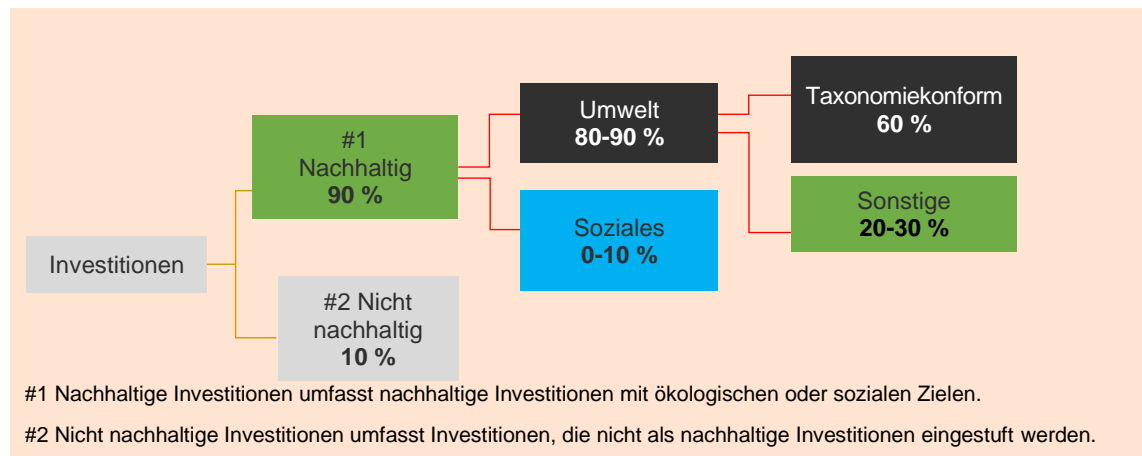 Investitionen
#1
Nachhaltig
90 %
#2 Nicht
nachhaltig
10 %
Umwelt
80-90 %
Soziales
0-10 %
Taxonomiekonform
60 %
Sonstige
20-30 %
#1 Nachhaltige Investitionen umfasst nachhaltige Investitionen mit ökologischen oder sozialen Zielen.
#2 Nicht nachhaltige Investitionen umfasst Investitionen, die nicht als nachhaltige Investitionen eingestuft werden.